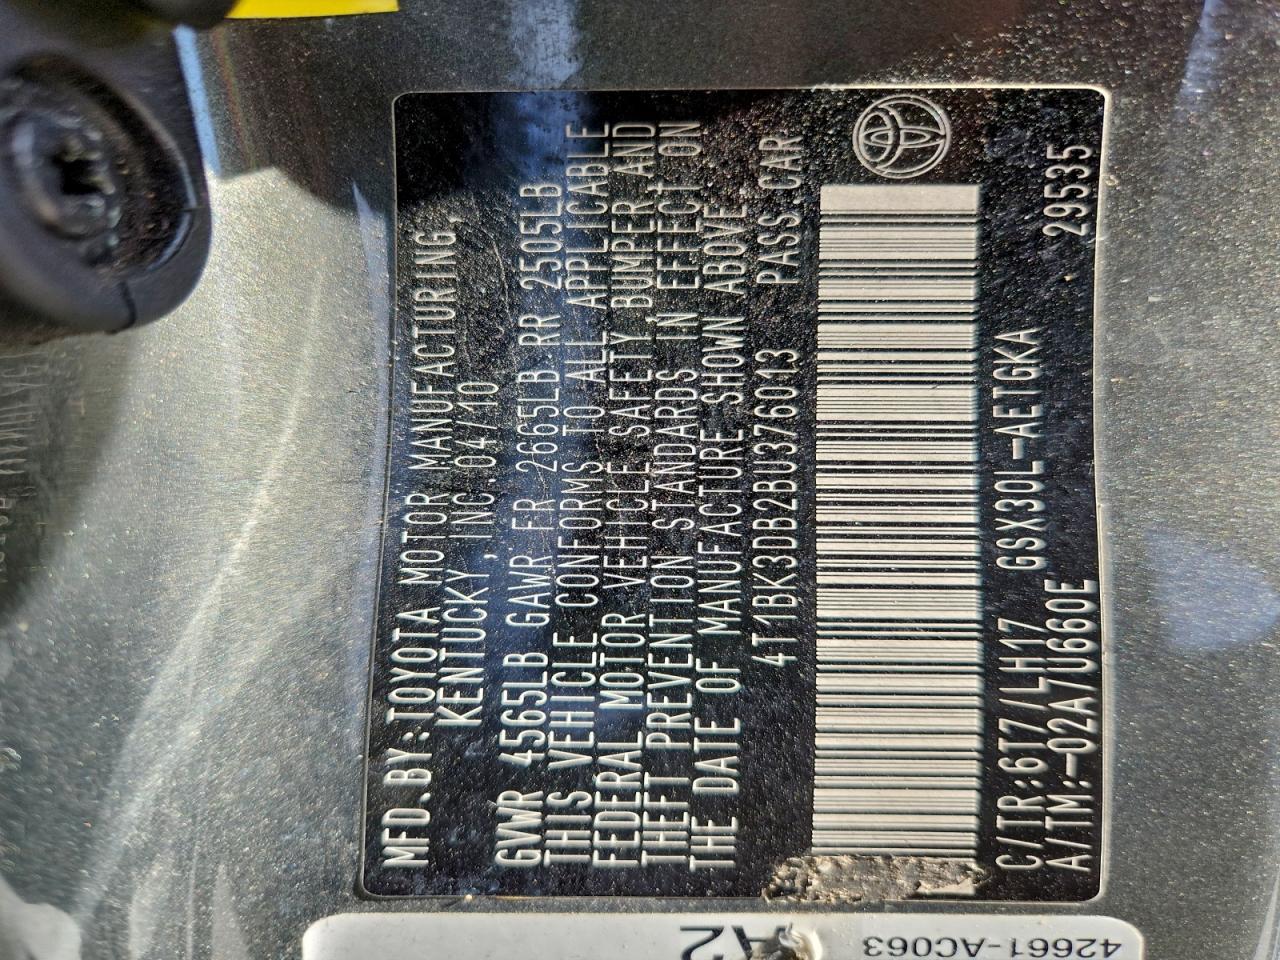 MFD.BY:TOYOTA MOTOR MANUFACTURING,
KENTUCKY,INC.04/10
GVWR 4565LB GAWR FR 2665LB RR 2505LB
THIS VEHICLE CONFORMS TO ALL APPLICABLE
FEDERAL MOTOR VEHICLE SAFETY,BUMPER AND
THEFT PREVENTION STANDARDS IN EFFECT ON
THE DATE OF MANUFACTURE SHOWN ABOVE.
4T1BK3DB2BU376013 PASS.CAR
C/TR:6T7/LH17 GSX30L-AETGKA
A/TM:-02A/U660E 29535
A2
42661-AC063